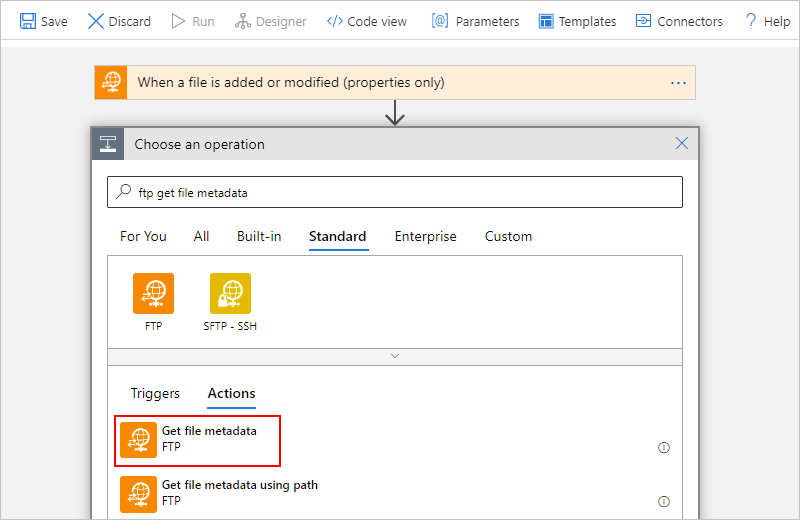 Save Discard Run Designer Code view Parameters Templates Connectors Help
When a file is added or modified (properties only)
Choose an operation
ftp get file metadata
For You All Built-in Standard Enterprise Custom
FTP SFTP - SSH
Triggers Actions
Get file metadata
FTP
Get file metadata using path
FTP